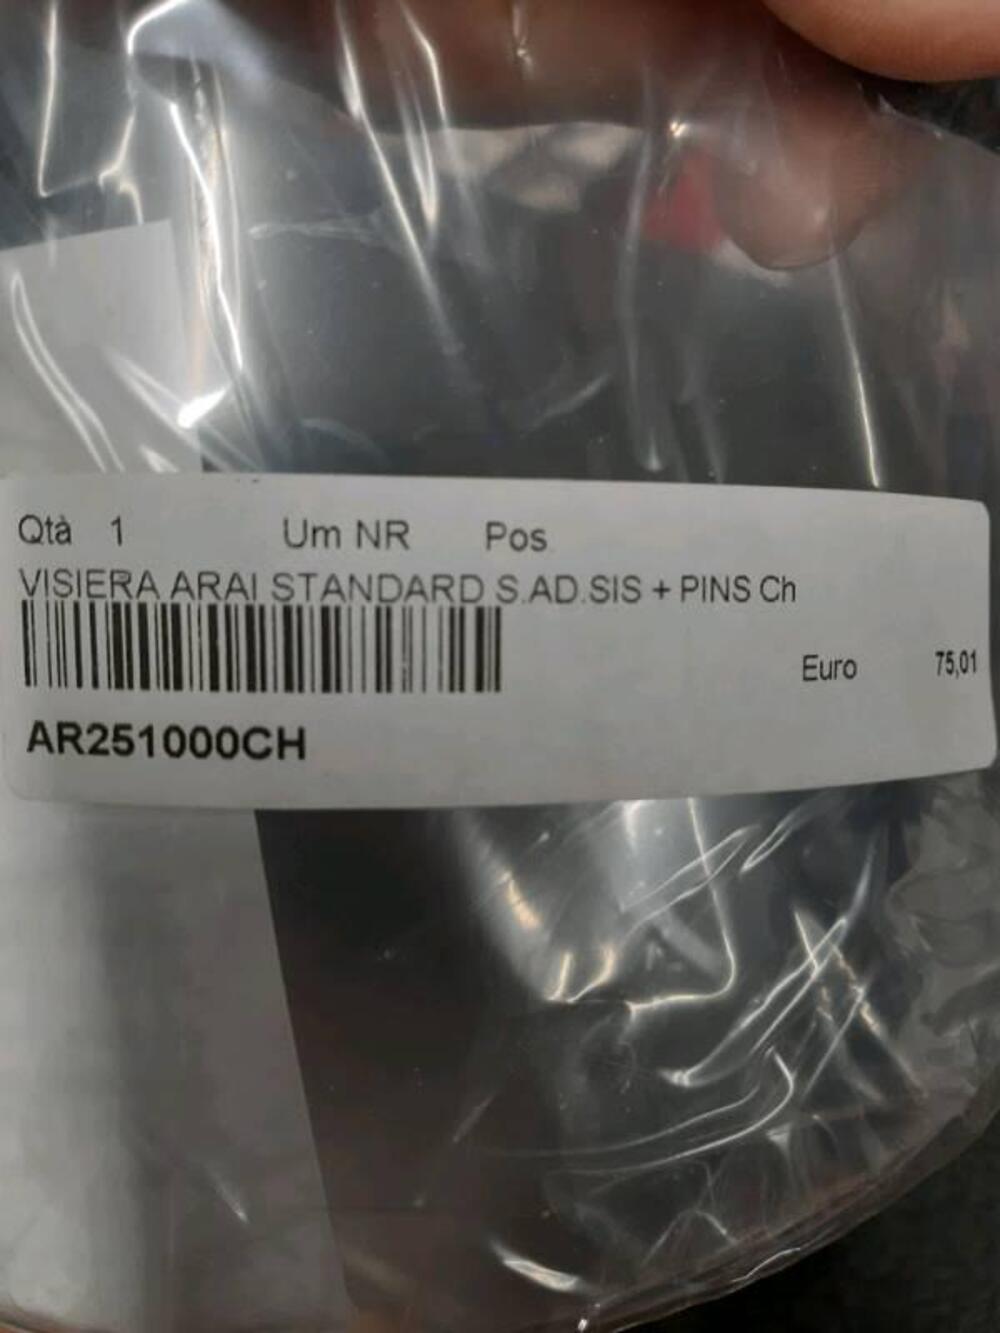 Qtà 1 Um NR Pos
VISIERA ARAI STANDARD S.AD.SIS + PINS Ch
Euro 75,01
AR251000CH